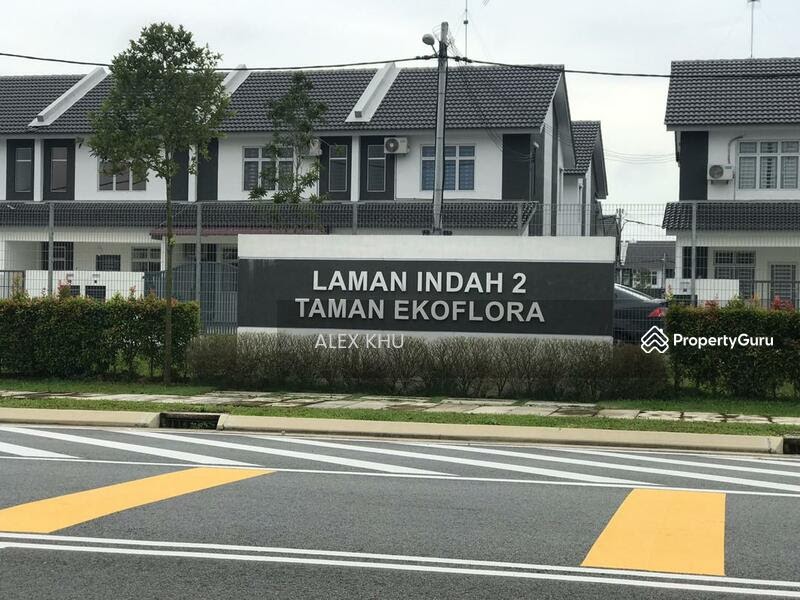 LAMAN INDAH 2
TAMAN EKOFLORA
ALEX KHU
PropertyGuru